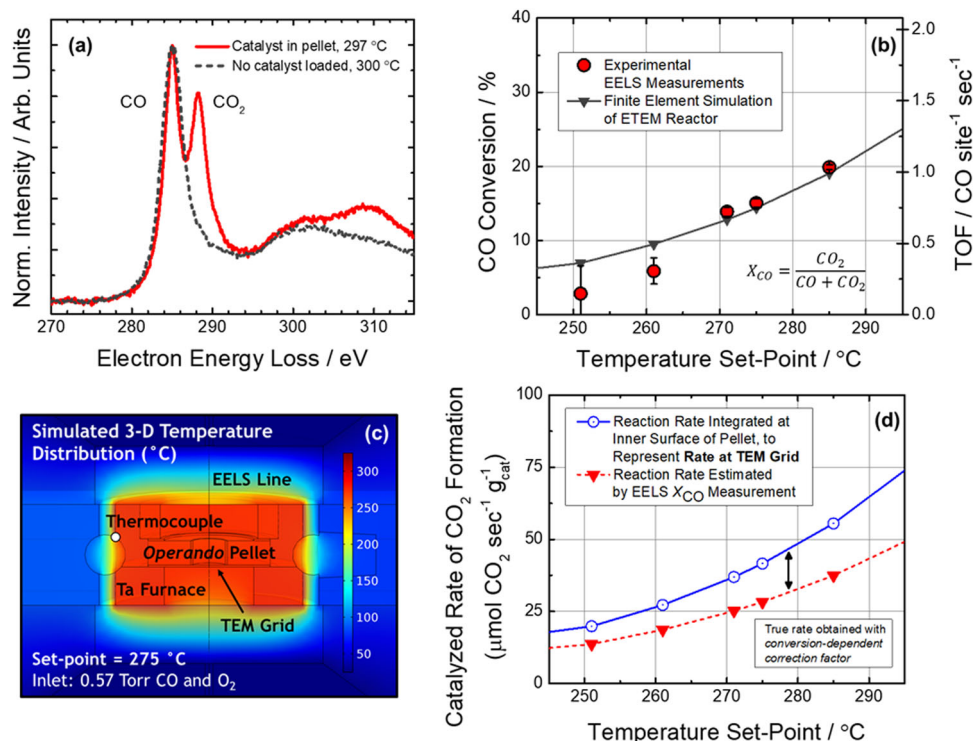 (a)
Catalyst in pellet, 297 °C
No catalyst loaded, 300 °C
CO
CO₂
Norm. Intensity / Arb. Units
270 280 290 300 310
Electron Energy Loss / eV
(b)
Experimental
EELS Measurements
Finite Element Simulation
of ETEM Reactor
X_CO = CO₂ / (CO + CO₂)
CO Conversion / %
40
35
30
25
20
15
10
5
0
TOF / CO site⁻¹ sec⁻¹
2.0
1.5
1.0
0.5
0.0
250 260 270 280 290
Temperature Set-Point / °C
(c)
Simulated 3-D Temperature
Distribution (°C)
EELS Line
Thermocouple
Operando Pellet
Ta Furnace
TEM Grid
Set-point = 275 °C
Inlet: 0.57 Torr CO and O₂
300
250
200
150
100
50
(d)
Reaction Rate Integrated at
Inner Surface of Pellet, to
Represent Rate at TEM Grid
Reaction Rate Estimated
by EELS X_CO Measurement
True rate obtained with
conversion-dependent
correction factor
Catalyzed Rate of CO₂ Formation
(μmol CO₂ sec⁻¹ g⁻¹_cat)
100
75
50
25
0
250 260 270 280 290
Temperature Set-Point / °C